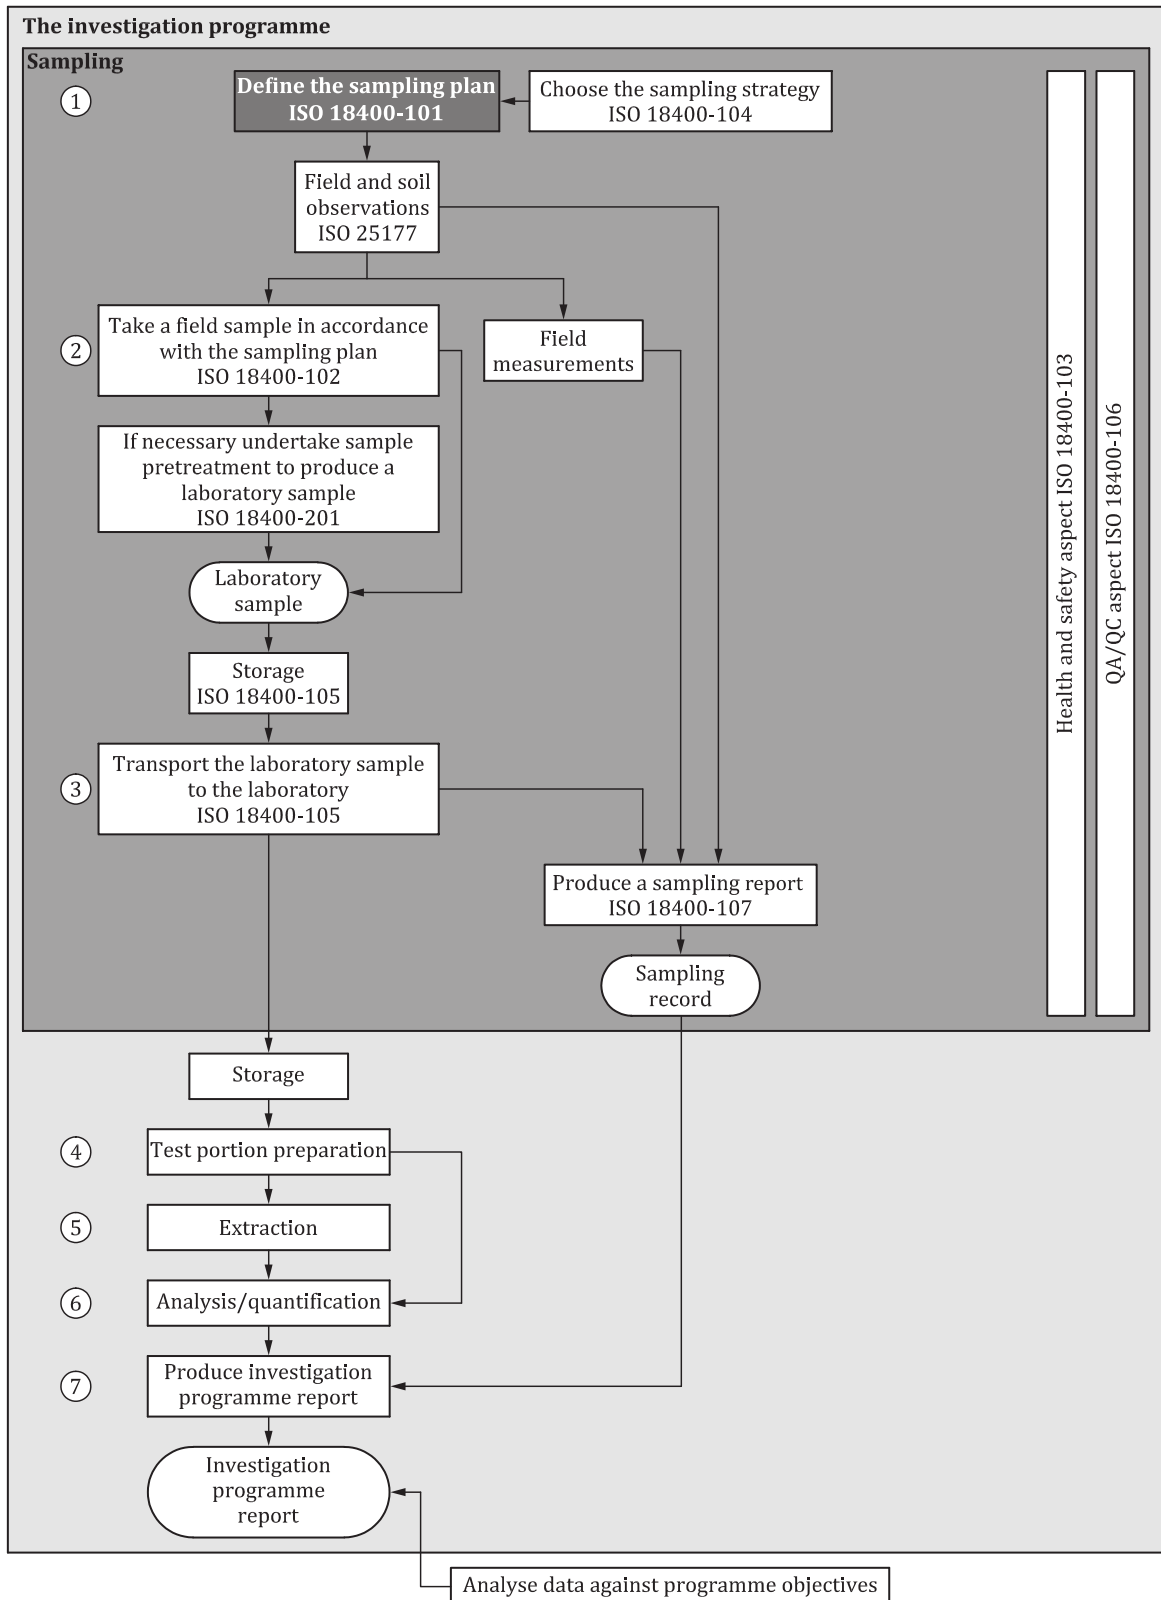 The investigation programme
Sampling
1
Define the sampling plan
ISO 18400-101
Choose the sampling strategy
ISO 18400-104
Field and soil
observations
ISO 25177
2
Take a field sample in accordance
with the sampling plan
ISO 18400-102
Field
measurements
If necessary undertake sample
pretreatment to produce a
laboratory sample
ISO 18400-201
Laboratory
sample
Storage
ISO 18400-105
3
Transport the laboratory sample
to the laboratory
ISO 18400-105
Produce a sampling report
ISO 18400-107
Sampling
record
Health and safety aspect ISO 18400-103
QA/QC aspect ISO 18400-106
Storage
4
Test portion preparation
5
Extraction
6
Analysis/quantification
7
Produce investigation
programme report
Investigation
programme
report
Analyse data against programme objectives